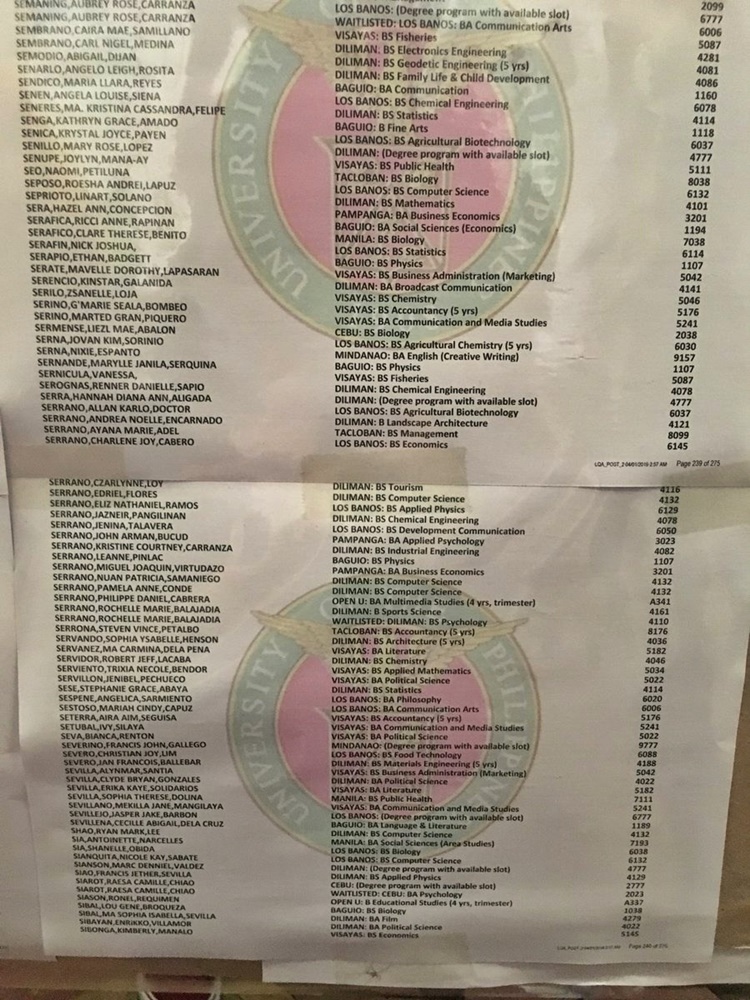 2099
SEMANING,AUBREY ROSE,CARRANZA LOS BANOS: (Degree program with available slot) 6777
SEMANING,AUBREY ROSE,CARRANZA WAITLISTED: LOS BANOS: BA Communication Arts 6006
SEMBRANO,CAIRA MAE,SAMILLANO VISAYAS: BS Fisheries 5087
SEMBRANO,CARL NIGEL,MEDINA DILIMAN: BS Electronics Engineering 4281
SEMODIO,ABIGAIL,DIJAN DILIMAN: BS Geodetic Engineering (5 yrs) 4081
SENARLO,ANGELO LEIGH,ROSITA DILIMAN: BS Family Life & Child Development 4086
SENDICO,MARIA LLARA,REYES BAGUIO: BA Communication 1160
SENEN,ANGELA LOUISE,SIENA LOS BANOS: BS Chemical Engineering 6078
SENERES,MA. KRISTINA CASSANDRA,FELIPE DILIMAN: BS Statistics 4114
SENGA,KATHRYN GRACE,AMADO BAGUIO: B Fine Arts 1118
SENICA,KRYSTAL JOYCE,PAYEN LOS BANOS: BS Agricultural Biotechnology 6037
SENILLO,MARY ROSE,LOPEZ DILIMAN: (Degree program with available slot) 4777
SENUPE,JOYLYN,MANA-AY VISAYAS: BS Public Health 5111
SEO,NAOMI,PETILUNA TACLOBAN: BS Biology 8038
SEPOSO,ROESHA ANDREI,LAPUZ LOS BANOS: BS Computer Science 6132
SEPRIOTO,LINART,SOLANO DILIMAN: BS Mathematics 4101
SERA,HAZEL ANN,CONCEPCION PAMPANGA: BA Business Economics 3201
SERAFICA,RICCI ANNE,RAPINAN BAGUIO: BA Social Sciences (Economics) 1194
SERAFICO,CLARE THERESE,BENITO MANILA: BS Biology 7038
SERAFIN,NICK JOSHUA, LOS BANOS: BS Statistics 6114
SERAPIO,ETHAN,BADGETT BAGUIO: BS Physics 1107
SERATE,MAVELLE DOROTHY,LAPASARAN VISAYAS: BS Business Administration (Marketing) 5042
SERENCIO,KINSTAR,GALANIDA DILIMAN: BA Broadcast Communication 4141
SERILO,ZSANELLE,LOJA VISAYAS: BS Chemistry 5046
SERINO,G'MARIE SEALA,BOMBEO VISAYAS: BS Accountancy (5 yrs) 5176
SERINO,MARTED GRAN,PIQUERO VISAYAS: BA Communication and Media Studies 5241
SERMENSE,LIEZL MAE,ABALON CEBU: BS Biology 2038
SERNA,JOVAN KIM,SORINIO LOS BANOS: BS Agricultural Chemistry (5 yrs) 6030
SERNA,NIXIE,ESPANTO MINDANAO: BA English (Creative Writing) 9157
SERNANDE,MARYLLE JANILA,SERQUINA BAGUIO: BS Physics 1107
SERNICULA,VANESSA, VISAYAS: BS Fisheries 5087
SEROGNAS,RENNER DANIELLE,SAPIO DILIMAN: BS Chemical Engineering 4078
SERRA,HANNAH DIANA ANN,ALIGADA DILIMAN: (Degree program with available slot) 4777
SERRANO,ALLAN KARLO,DOCTOR LOS BANOS: BS Agricultural Biotechnology 6037
SERRANO,ANDREA NOELLE,ENCARNADO DILIMAN: B Landscape Architecture 4121
SERRANO,AYANA MARIE,ADEL TACLOBAN: BS Management 8099
SERRANO,CHARLENE JOY,CABERO LOS BANOS: BS Economics 6145
Page 239 of 275
SERRANO,CZARLYNNE,LOY DILIMAN: BS Tourism 4116
SERRANO,EDRIEL,FLORES DILIMAN: BS Computer Science 4132
SERRANO,ELIZ NATHANIEL,RAMOS LOS BANOS: BS Applied Physics 6129
SERRANO,JAZNEIR,PANGILINAN DILIMAN: BS Chemical Engineering 4078
SERRANO,JENINA,TALAVERA LOS BANOS: BS Development Communication 6050
SERRANO,JOHN ARMAN,BUCUD PAMPANGA: BA Applied Psychology 3023
SERRANO,KRISTINE COURTNEY,CARRANZA DILIMAN: BS Industrial Engineering 4082
SERRANO,LEANNE,PINLAC BAGUIO: BS Physics 1107
SERRANO,MIGUEL JOAQUIN,VIRTUDAZO PAMPANGA: BA Business Economics 3201
SERRANO,NUAN PATRICIA,SAMANIEGO DILIMAN: BS Computer Science 4132
SERRANO,PAMELA ANNE,CONDE DILIMAN: BS Computer Science 4132
SERRANO,PHILIPPE DANIEL,CABRERA OPEN U: BA Multimedia Studies (4 yrs, trimester) A341
SERRANO,ROCHELLE MARIE,BALAJADIA DILIMAN: B Sports Science 4161
SERRANO,ROCHELLE MARIE,BALAJADIA WAITLISTED: DILIMAN: BS Psychology 4110
SERRONA,STEVEN VINCE,PETALBO TACLOBAN: BS Accountancy (5 yrs) 8176
SERVANDO,SOPHIA YSABELLE,HENSON DILIMAN: BS Architecture (5 yrs) 4036
SERVANEZ,MA CARMINA,DELA PENA VISAYAS: BA Literature 5182
SERVIDOR,ROBERT JEFF,LACABA DILIMAN: BS Chemistry 4046
SERVIENTO,TRIXIA NECOLE,BENDOR VISAYAS: BS Applied Mathematics 5034
SERVILLON,JENIBEL,PECHUECO VISAYAS: BA Political Science 5022
SESE,STEPHANIE GRACE,ABAYA DILIMAN: BS Statistics 4114
SESPENE,ANGELICA,SARMIENTO LOS BANOS: BA Philosophy 6020
SESTOSO,MARIAH CINDY,CAPUZ LOS BANOS: BA Communication Arts 6006
SETERRA,AIRA AIM,SEGUISA VISAYAS: BS Accountancy (5 yrs) 5176
SETUBAL,IVY,SILAYA VISAYAS: BA Communication and Media Studies 5241
SEVA,BIANCA,RENTON VISAYAS: BA Political Science 5022
SEVERINO,FRANCIS JOHN,GALLEGO MINDANAO: (Degree program with available slot) 9777
SEVERO,CHRISTIAN JOY,LIM LOS BANOS: BS Food Technology 6088
SEVERO,JAN FRANCOIS,BALLEBAR DILIMAN: BS Materials Engineering (5 yrs) 4188
SEVILLA,ALYNMAR,SANTIA VISAYAS: BS Business Administration (Marketing) 5042
SEVILLA,CLYDE BRYAN,GONZALES DILIMAN: BA Political Science 4022
SEVILLA,ERIKA KAYE,SOLIDARIOS VISAYAS: BA Literature 5182
SEVILLA,SOPHIA THERESE,DOLINA MANILA: BS Public Health 7111
SEVILLANO,MEKILLA JANE,MANGILAYA VISAYAS: BA Communication and Media Studies 5241
SEVILLEJO,JASPER JAKE,BARBON LOS BANOS: (Degree program with available slot) 6777
SEVILLENA,CECILLE ABIGAIL,DELA CRUZ BAGUIO: BA Language & Literature 1189
SHAO,RYAN MARK,LEE DILIMAN: BS Computer Science 4132
SIA,ANTOINETTE,NARCELLES MANILA: BA Social Sciences (Area Studies) 7193
SIA,SHANELLE,OBIDA LOS BANOS: BS Biology 6038
SIANQUITA,NICOLE KAY,SABATE LOS BANOS: BS Computer Science 6132
SIANSON,MARC DENNIEL,VALDEZ DILIMAN: (Degree program with available slot) 4777
SIAO,FRANCIS JETHER,SEVILLA DILIMAN: BS Applied Physics 4129
SIAROT,RAESA CAMILLE,CHIAO CEBU: (Degree program with available slot) 2777
SIAROT,RAESA CAMILLE,CHIAO WAITLISTED: CEBU: BA Psychology 2023
SIASON,RONEL,REQUIMEN OPEN U: B Educational Studies (4 yrs, trimester) A337
SIBAL,LOU GENE,BROQUEZA BAGUIO: BS Biology 1038
SIBAL,MA SOPHIA ISABELLA,SEVILLA DILIMAN: BA Film 4279
SIBAYAN,ENRIKKO,VILLAMOR DILIMAN: BA Political Science 4022
SIBONGA,KIMBERLY,MANALO VISAYAS: BS Economics 5145
Page 240 of 275
UNIVERSITY
PHILIPPINES
UNIVERSITY